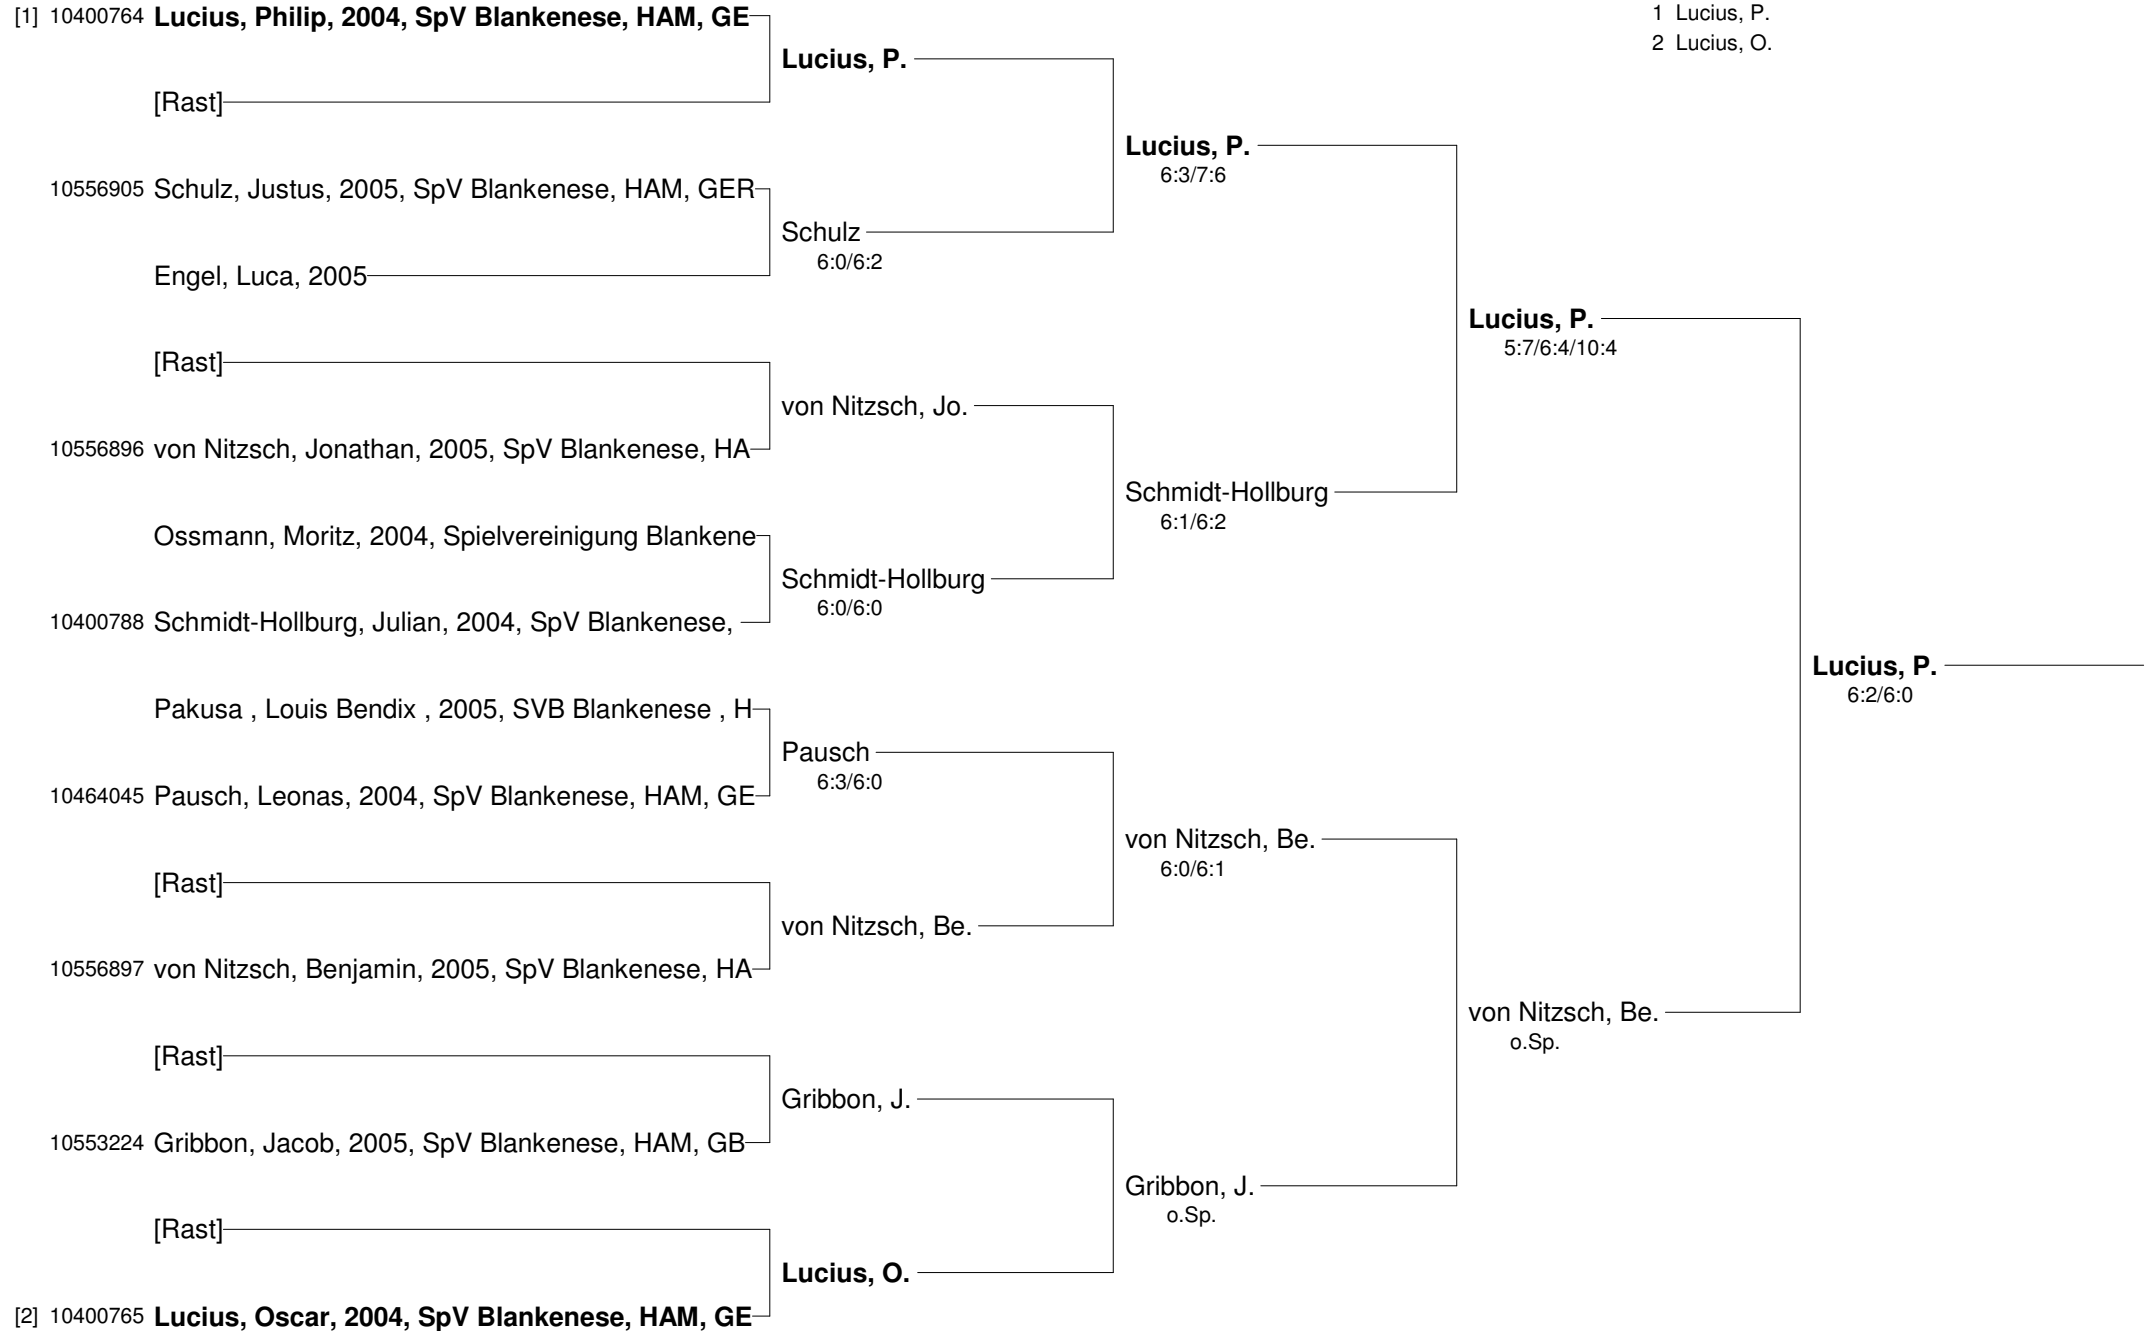 [1] 10400764 Lucius, Philip, 2004, SpV Blankenese, HAM, GE
1 Lucius, P.
2 Lucius, O.
Lucius, P.
[Rast]
Lucius, P.
6:3/7:6
10556905 Schulz, Justus, 2005, SpV Blankenese, HAM, GER
Schulz
6:0/6:2
Engel, Luca, 2005
Lucius, P.
5:7/6:4/10:4
[Rast]
von Nitzsch, Jo.
10556896 von Nitzsch, Jonathan, 2005, SpV Blankenese, HA
Schmidt-Hollburg
6:1/6:2
Ossmann, Moritz, 2004, Spielvereinigung Blankene
Schmidt-Hollburg
6:0/6:0
10400788 Schmidt-Hollburg, Julian, 2004, SpV Blankenese,
Lucius, P.
6:2/6:0
Pakusa , Louis Bendix , 2005, SVB Blankenese , H
Pausch
6:3/6:0
10464045 Pausch, Leonas, 2004, SpV Blankenese, HAM, GE
von Nitzsch, Be.
6:0/6:1
[Rast]
von Nitzsch, Be.
10556897 von Nitzsch, Benjamin, 2005, SpV Blankenese, HA
von Nitzsch, Be.
o.Sp.
[Rast]
Gribbon, J.
10553224 Gribbon, Jacob, 2005, SpV Blankenese, HAM, GB
Gribbon, J.
o.Sp.
[Rast]
Lucius, O.
[2] 10400765 Lucius, Oscar, 2004, SpV Blankenese, HAM, GE